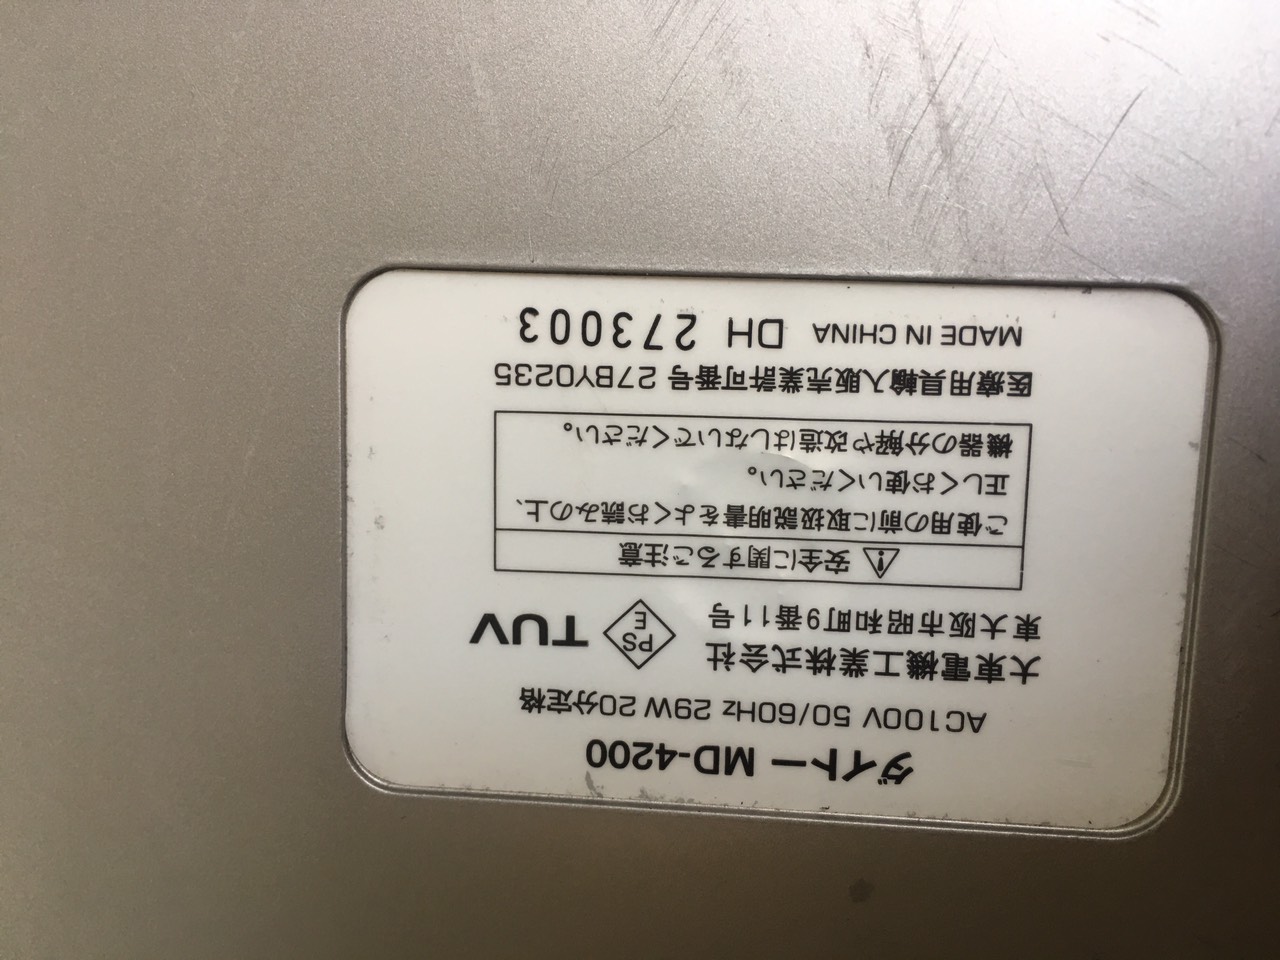 ダイトー MD-4200
AC100V 50/60Hz 29W 20分定格
大東電機工業株式会社
東大阪市昭和町9番11号
PS
E
TUV
安全に関するご注意
ご使用の前に取扱説明書をよくお読みの上、
正しくお使いください。
機器の分解や改造はしないでください。
医療用具輸入販売業許可番号 27BY0235
MADE IN CHINA DH 273003